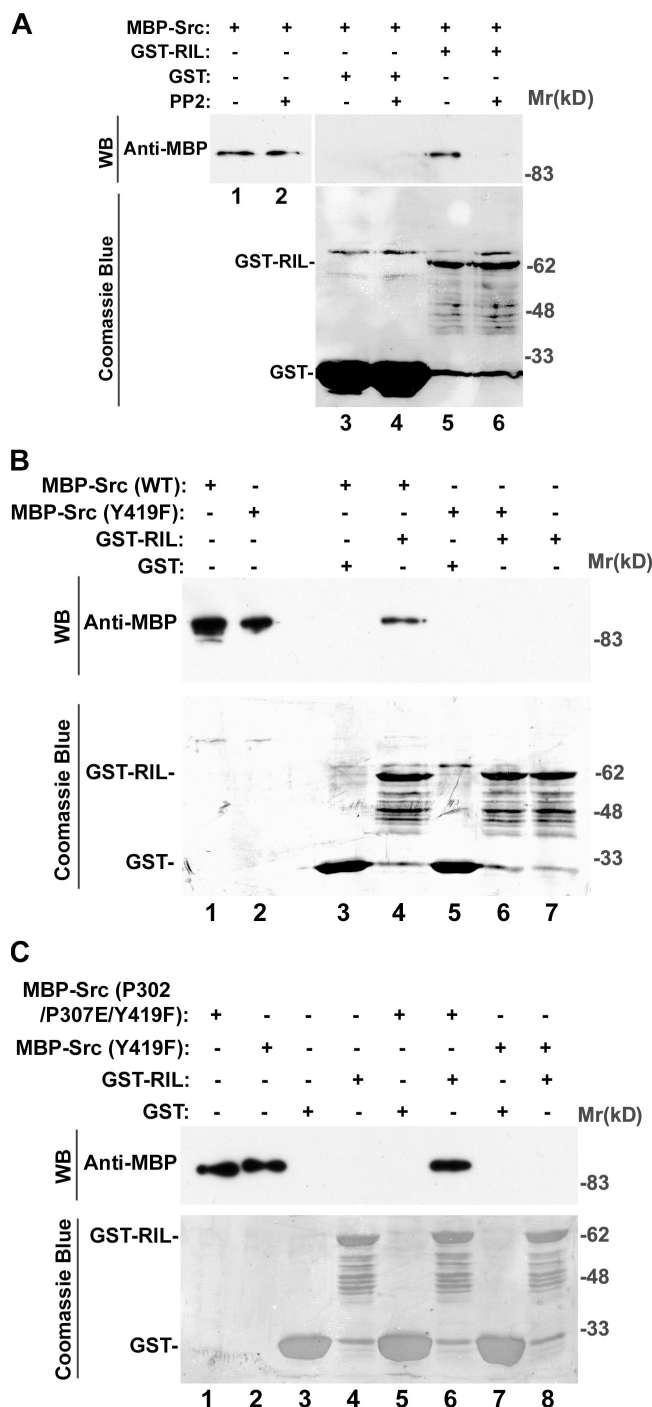 A
MBP-Src: + + + + + +
GST-RIL: - - - - + +
GST: - - + + - -
PP2: - + - + - + Mr(kD)
WB Anti-MBP
-83
1 2
Coomassie Blue
GST-RIL- -62
-48
-33
GST-
3 4 5 6
B
MBP-Src (WT): + - + + - - -
MBP-Src (Y419F): - + - - + + -
GST-RIL: - - - + - + +
GST: - - + - + - - Mr(kD)
WB Anti-MBP
-83
Coomassie Blue
GST-RIL- -62
-48
-33
GST-
1 2 3 4 5 6 7
C
MBP-Src (P302
/P307E/Y419F): + - - - + + - -
MBP-Src (Y419F): - + - - - - + +
GST-RIL: - - - + - + - +
GST: - - + - + - + - Mr(kD)
WB Anti-MBP
-83
Coomassie Blue
GST-RIL- -62
-48
-33
GST-
1 2 3 4 5 6 7 8